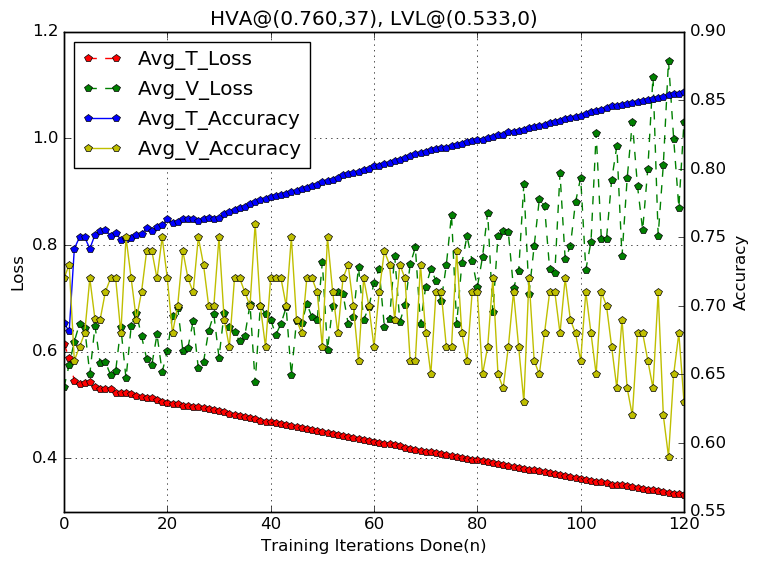 HVA@(0.760,37), LVL@(0.533,0)
1.2
1.0
0.8
0.6
0.4
Loss
Avg_T_Loss
Avg_V_Loss
Avg_T_Accuracy
Avg_V_Accuracy
0.90
0.85
0.80
0.75
0.70
0.65
0.60
0.55
Accuracy
0 20 40 60 80 100 120
Training Iterations Done(n)